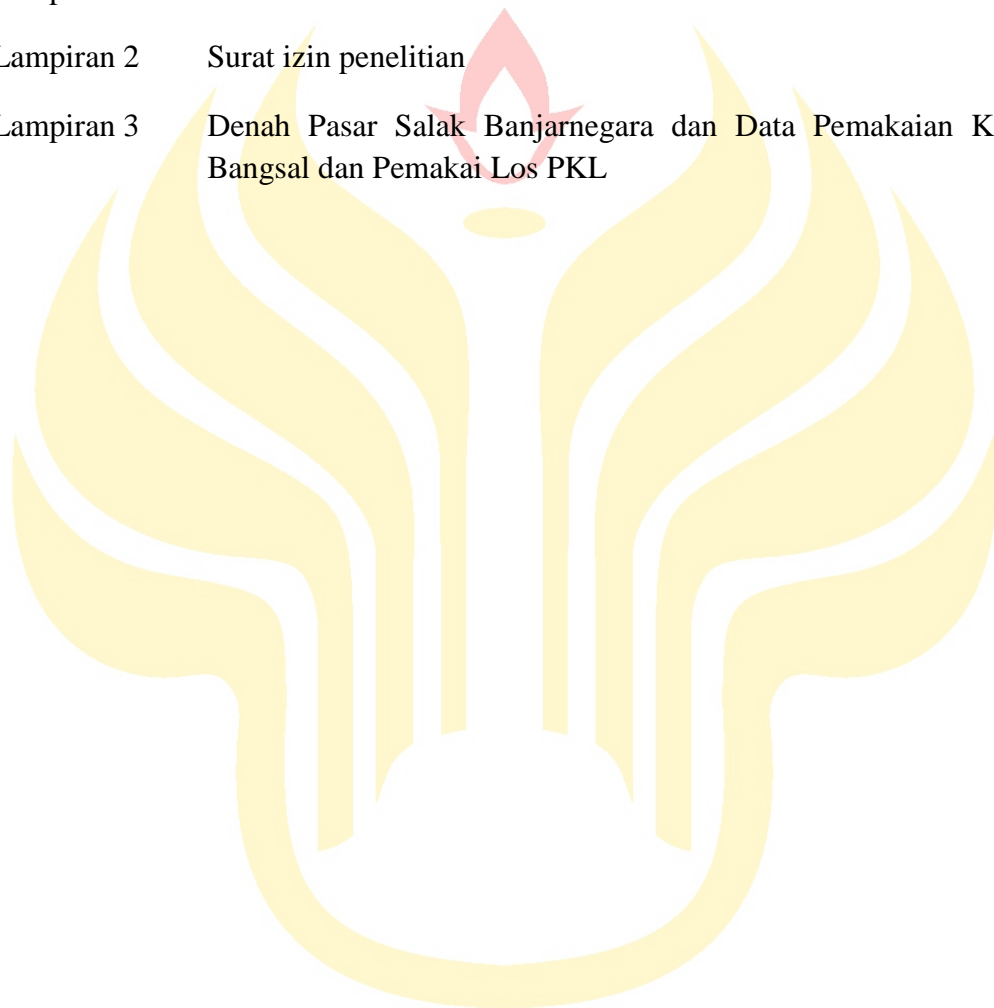 Lampiran 2 Surat izin penelitian
Lampiran 3 Denah Pasar Salak Banjarnegara dan Data Pemakaian K
Bangsal dan Pemakai Los PKL